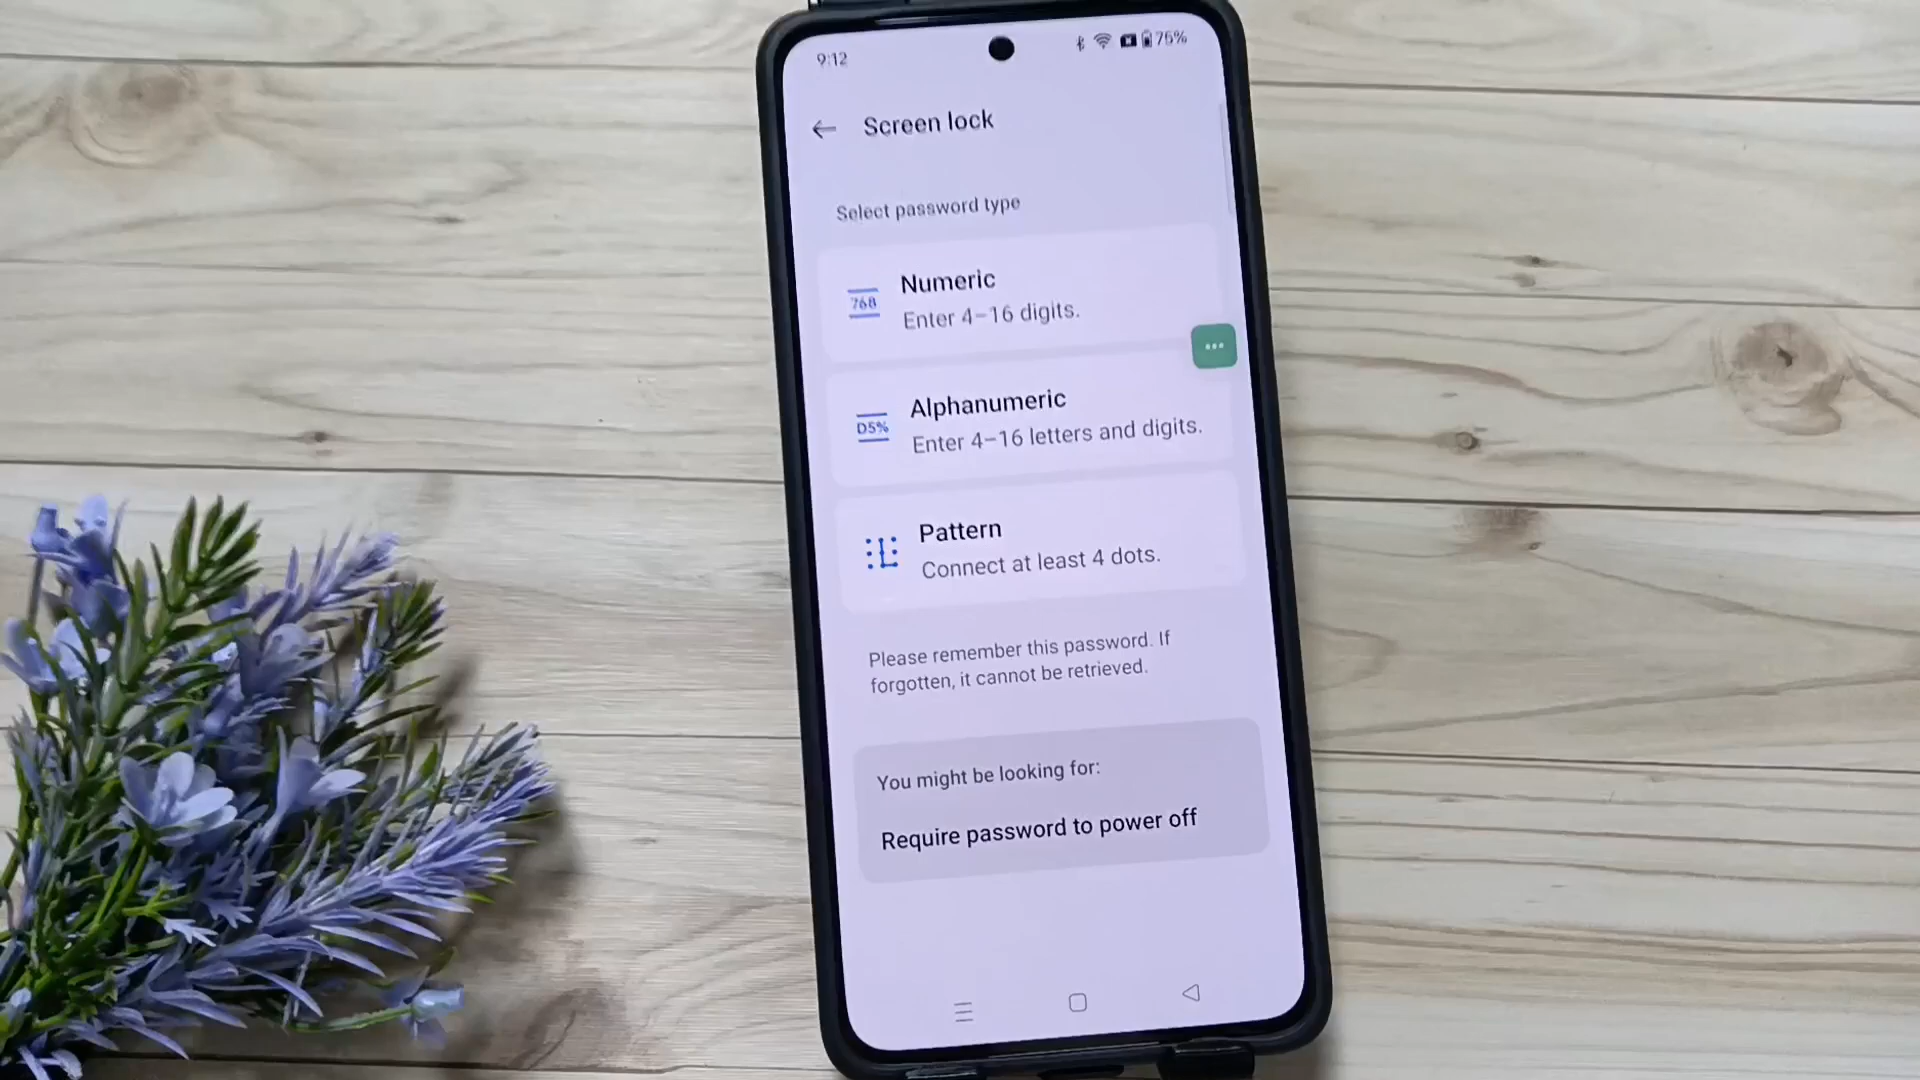 9:12
75%
Screen lock
Select password type
768
Numeric
Enter 4–16 digits.
D5%
Alphanumeric
Enter 4–16 letters and digits.
Pattern
Connect at least 4 dots.
Please remember this password. If
forgotten, it cannot be retrieved.
You might be looking for:
Require password to power off